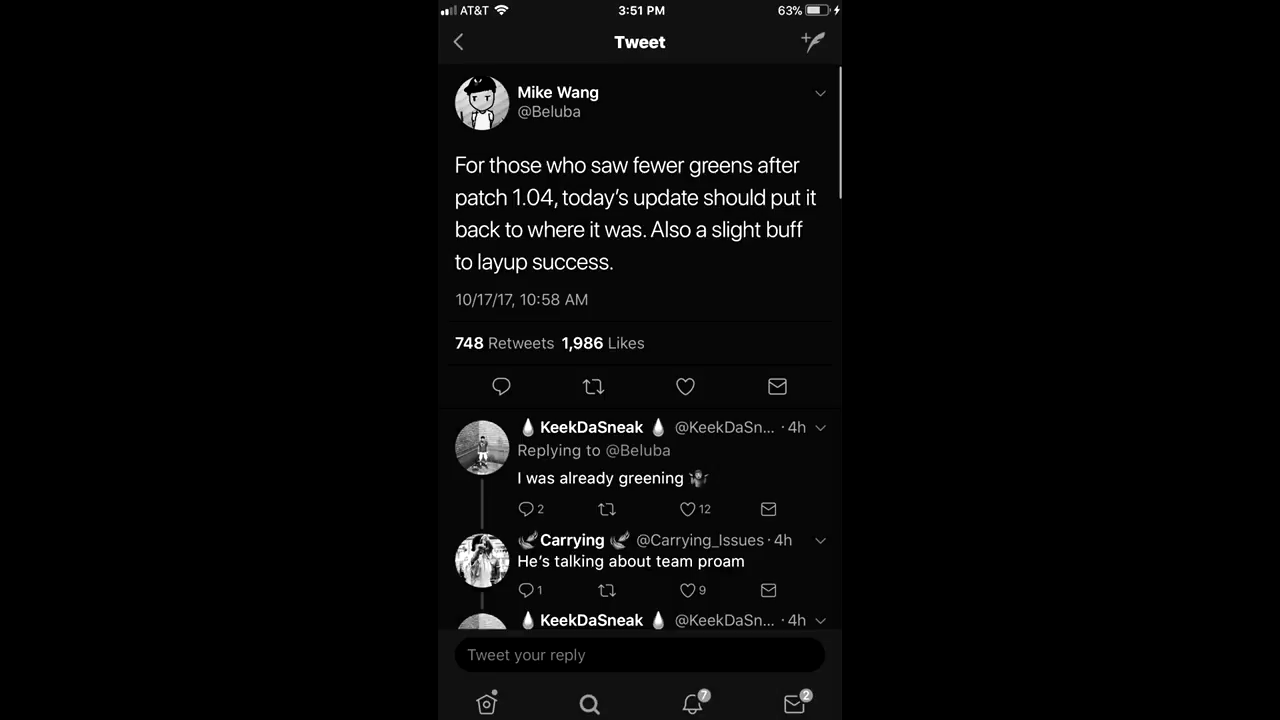 AT&T 3:51 PM 63%
Tweet
Mike Wang
@Beluba
For those who saw fewer greens after
patch 1.04, today's update should put it
back to where it was. Also a slight buff
to layup success.
10/17/17, 10:58 AM
748 Retweets 1,986 Likes
KeekDaSneak @KeekDaSn... · 4h
Replying to @Beluba
I was already greening
2 12
Carrying @Carrying_Issues · 4h
He's talking about team proam
1 9
KeekDaSneak @KeekDaSn... · 4h
Tweet your reply
7 2